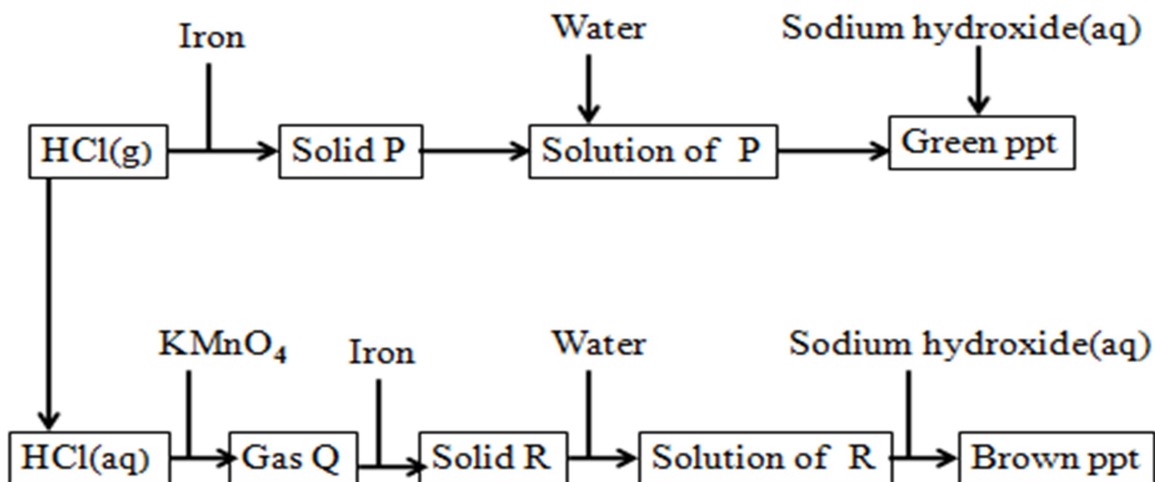 Iron
Water
Sodium hydroxide(aq)
HCl(g)
Solid P
Solution of P
Green ppt
KMnO₄
Iron
Water
Sodium hydroxide(aq)
HCl(aq)
Gas Q
Solid R
Solution of R
Brown ppt